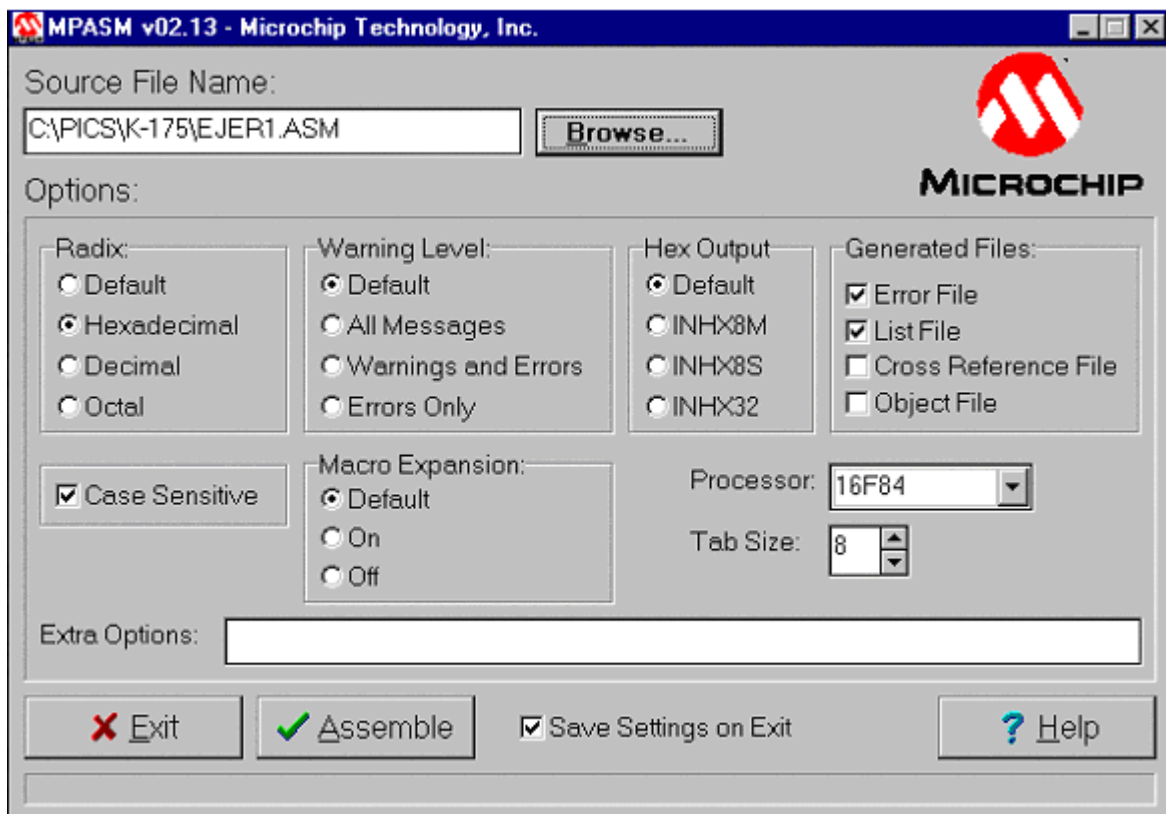 MPASM v02.13 - Microchip Technology, Inc.
Source File Name:
C:\PICS\K-175\EJER1.ASM
Browse...
MICROCHIP
Options:
Radix:
Default
Hexadecimal
Decimal
Octal
Warning Level:
Default
All Messages
Warnings and Errors
Errors Only
Hex Output
Default
INHX8M
INHX8S
INHX32
Generated Files:
Error File
List File
Cross Reference File
Object File
Case Sensitive
Macro Expansion:
Default
On
Off
Processor: 16F84
Tab Size: 8
Extra Options:
Exit
Assemble
Save Settings on Exit
? Help